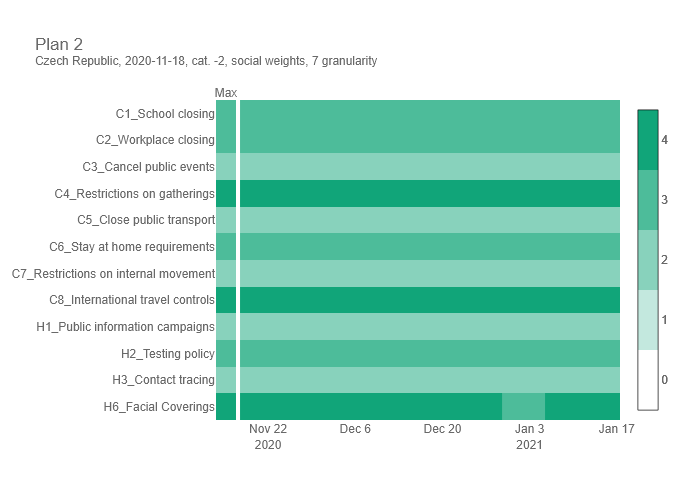 Plan 2
Czech Republic, 2020-11-18, cat. -2, social weights, 7 granularity
Max
C1_School closing
C2_Workplace closing
C3_Cancel public events
C4_Restrictions on gatherings
C5_Close public transport
C6_Stay at home requirements
C7_Restrictions on internal movement
C8_International travel controls
H1_Public information campaigns
H2_Testing policy
H3_Contact tracing
H6_Facial Coverings
4
3
2
1
0
Nov 22 Dec 6 Dec 20 Jan 3 Jan 17
2020 2021